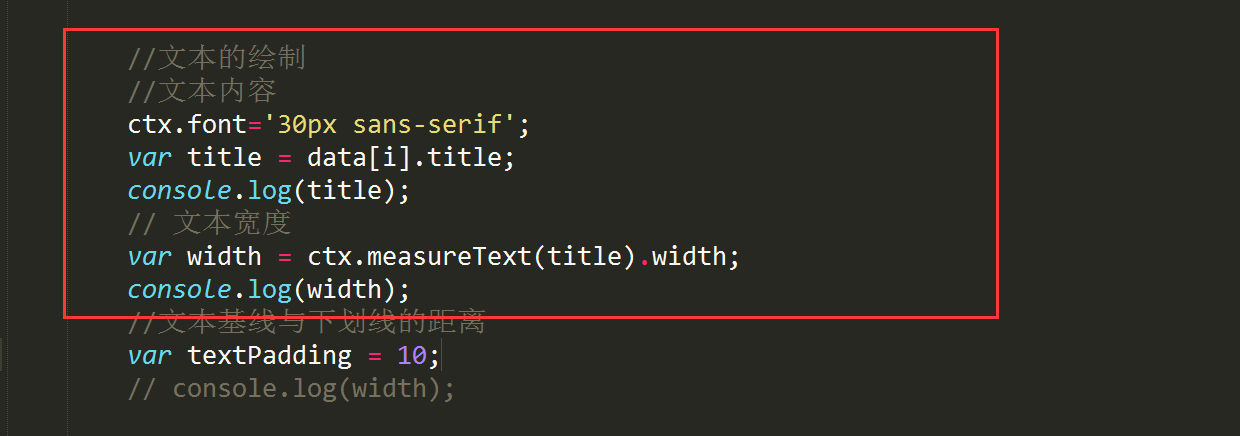 //文本的绘制
//文本内容
ctx.font='30px sans-serif';
var title = data[i].title;
console.log(title);
// 文本宽度
var width = ctx.measureText(title).width;
console.log(width);
//文本基线与下划线的距离
var textPadding = 10;
// console.log(width);